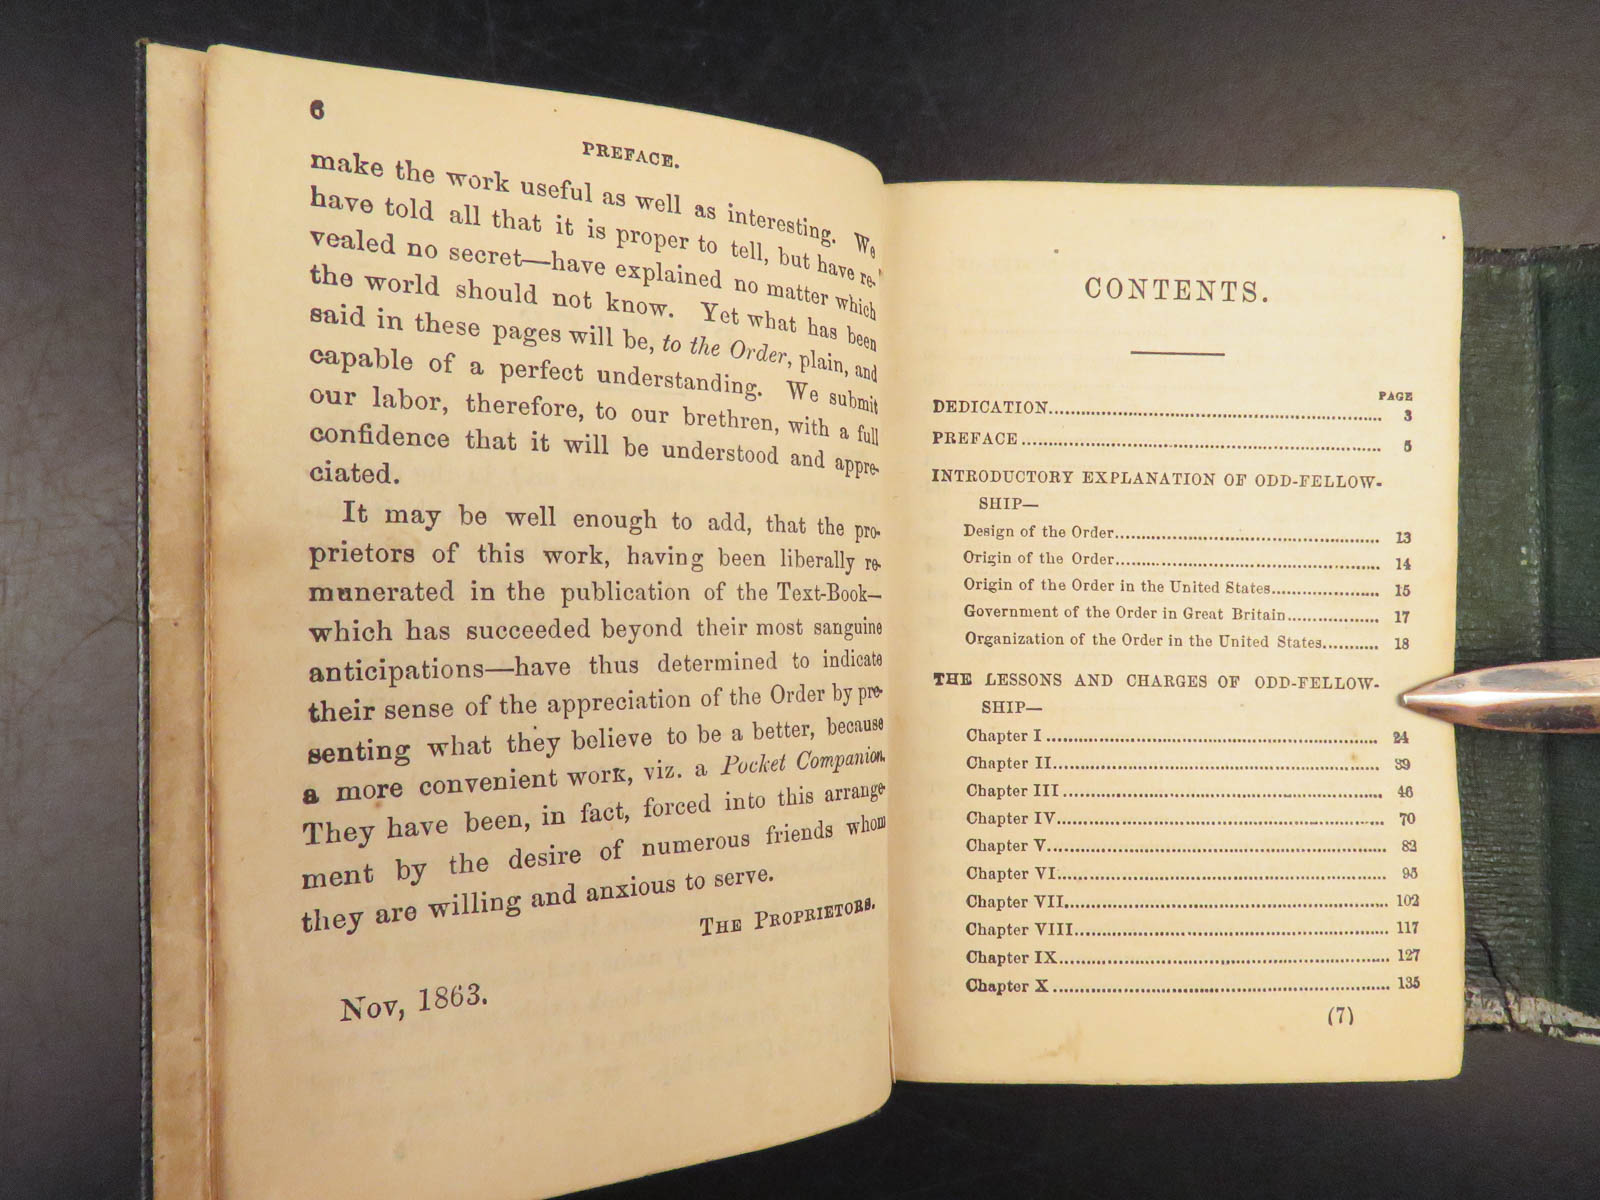 6
PREFACE.
make the work useful as well as interesting. We
have told all that it is proper to tell, but have re-
vealed no secret—have explained no matter which
the world should not know. Yet what has been
said in these pages will be, to the Order, plain, and
capable of a perfect understanding. We submit
our labor, therefore, to our brethren, with a full
confidence that it will be understood and appre-
ciated.
It may be well enough to add, that the pro-
prietors of this work, having been liberally re-
munerated in the publication of the Text-Book—
which has succeeded beyond their most sanguine
anticipations—have thus determined to indicate
their sense of the appreciation of the Order by pre-
senting what they believe to be a better, because
a more convenient work, viz. a Pocket Companion.
They have been, in fact, forced into this arrange-
ment by the desire of numerous friends whom
they are willing and anxious to serve.
THE PROPRIETORS.
Nov, 1863.
CONTENTS.
PAGE
DEDICATION........ 3
PREFACE........ 5
INTRODUCTORY EXPLANATION OF ODD-FELLOW-
SHIP—
Design of the Order........ 13
Origin of the Order........ 14
Origin of the Order in the United States........ 15
Government of the Order in Great Britain........ 17
Organization of the Order in the United States........ 18
THE LESSONS AND CHARGES OF ODD-FELLOW-
SHIP—
Chapter I........ 24
Chapter II........ 39
Chapter III........ 46
Chapter IV........ 70
Chapter V........ 82
Chapter VI........ 95
Chapter VII........ 102
Chapter VIII........ 117
Chapter IX........ 127
Chapter X........ 135
(7)